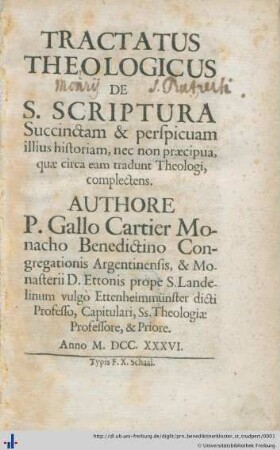 TRACTATUS
THEOLOGICUS
DE
S. SCRIPTURA
Succinctam & perspicuam
illius historiam, nec non præcipua,
quæ circa eam tradunt Theologi,
complectens.
AUTHORE
P. Gallo Cartier Mo-
nacho Benedictino Con-
gregationis Argentinensis, & Mo-
nasterii D. Ettonis prope S. Lande-
linum vulgò Ettenheimmünster dicti
Professo, Capitulari, Ss. Theologiæ
Professore, & Priore.
Anno M. DCC. XXXVI.
Typis F. X. Schaal.
Universitätsbibliothek Freiburg